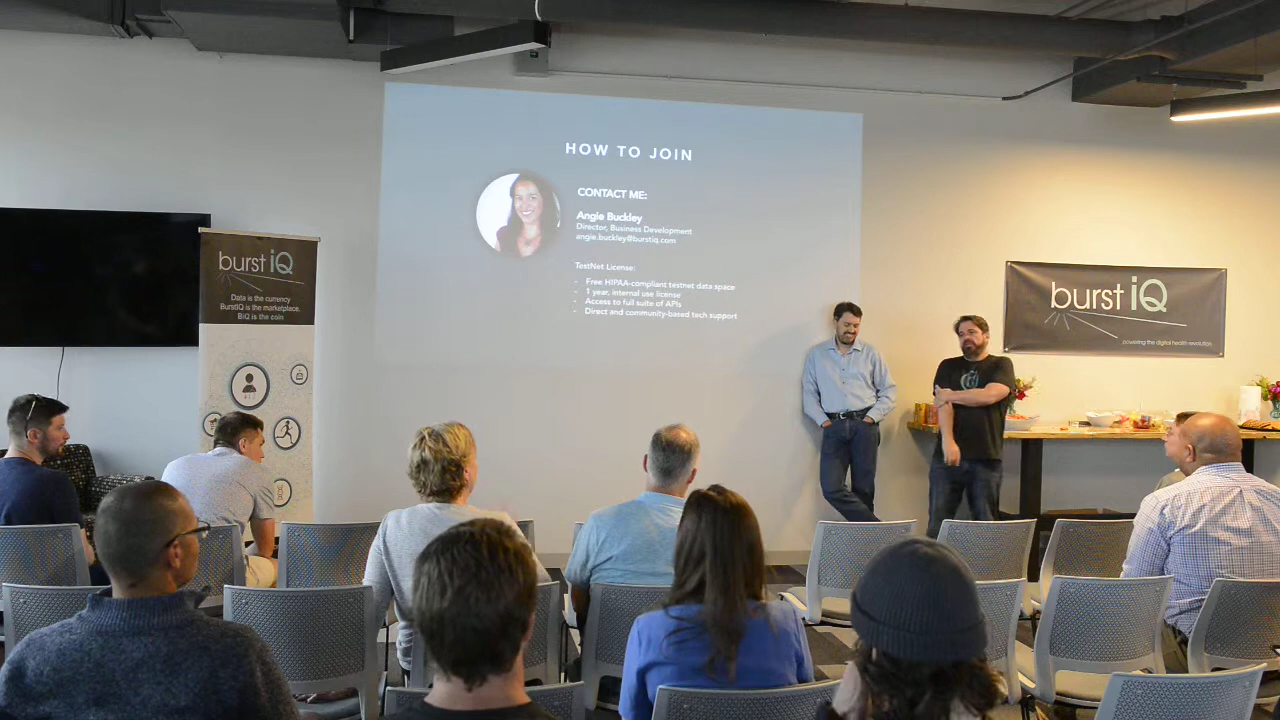 HOW TO JOIN
CONTACT ME:
Angie Buckley
Director, Business Development
angie.buckley@burstiq.com
TestNet License:
- Free HIPAA-compliant testnet data space
- 1 year, internal use license
- Access to full suite of APIs
- Direct and community-based tech support
burst iQ
Data is the currency
BurstIQ is the marketplace.
BiQ is the coin
burst iQ
powering the digital health revolution